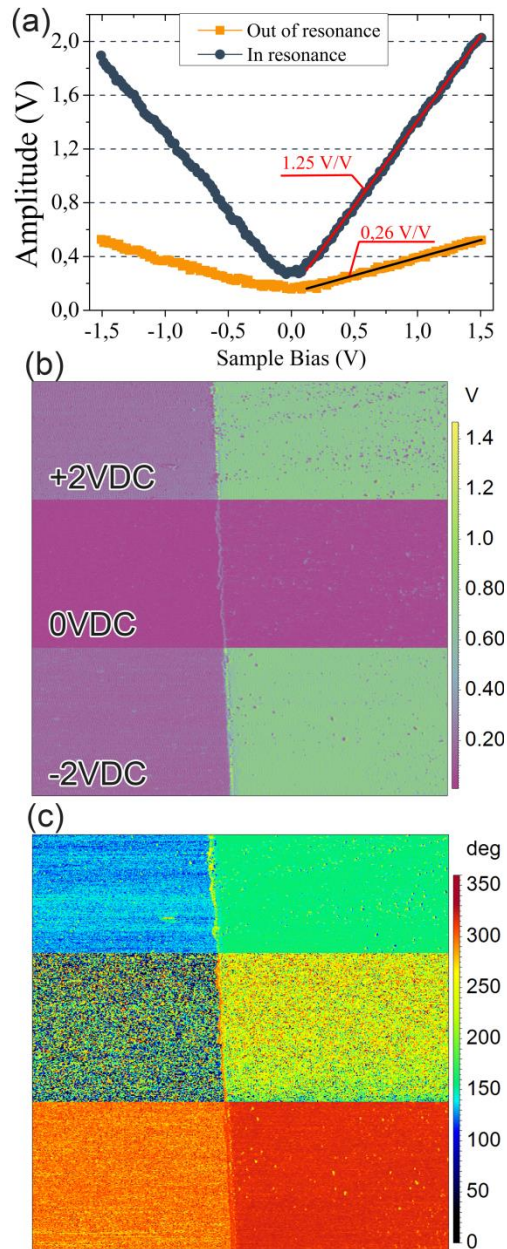 (a)
Out of resonance
In resonance
2,0
1,6
1,2
0,8
0,4
0,0
Amplitude (V)
1.25 V/V
0,26 V/V
-1,5 -1,0 -0,5 0,0 0,5 1,0 1,5
Sample Bias (V)
(b)
V
+2VDC
0VDC
-2VDC
1.4
1.2
1.0
0.80
0.60
0.40
0.20
(c)
deg
350
300
250
200
150
100
50
0